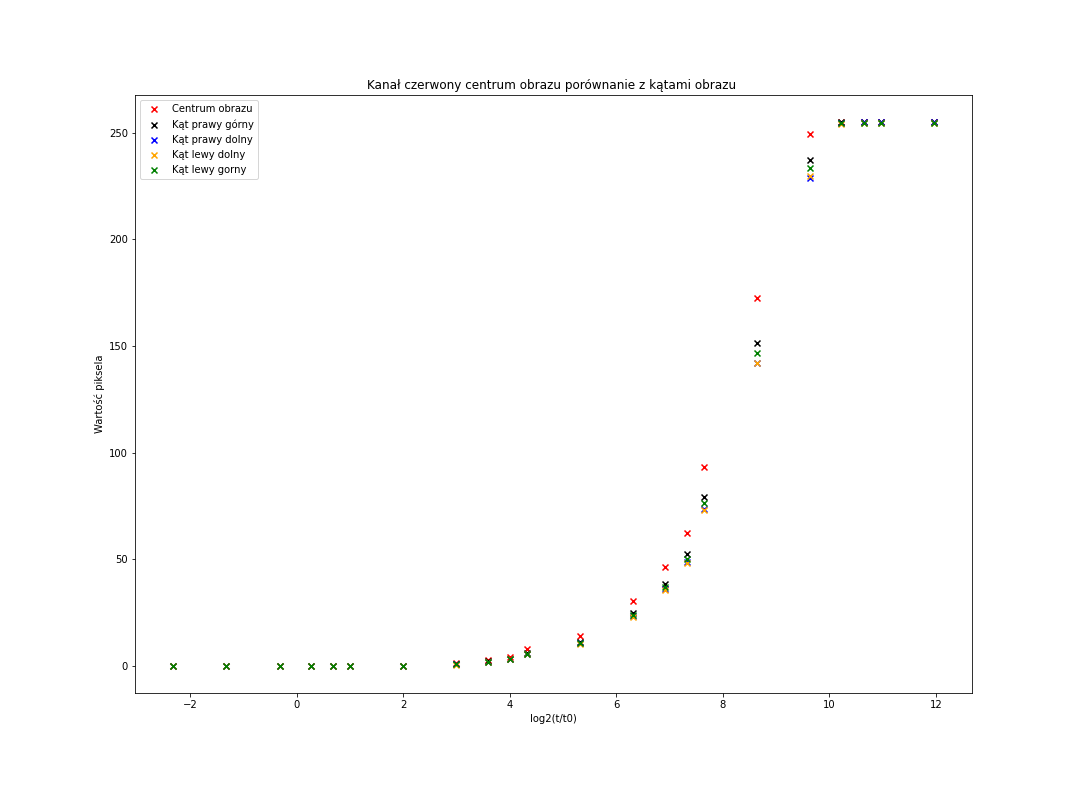 Kanał czerwony centrum obrazu porównanie z kątami obrazu
Centrum obrazu
Kąt prawy górny
Kąt prawy dolny
Kąt lewy dolny
Kąt lewy gorny
250
200
150
100
50
0
Wartość piksela
−2 0 2 4 6 8 10 12
log2(t/t0)